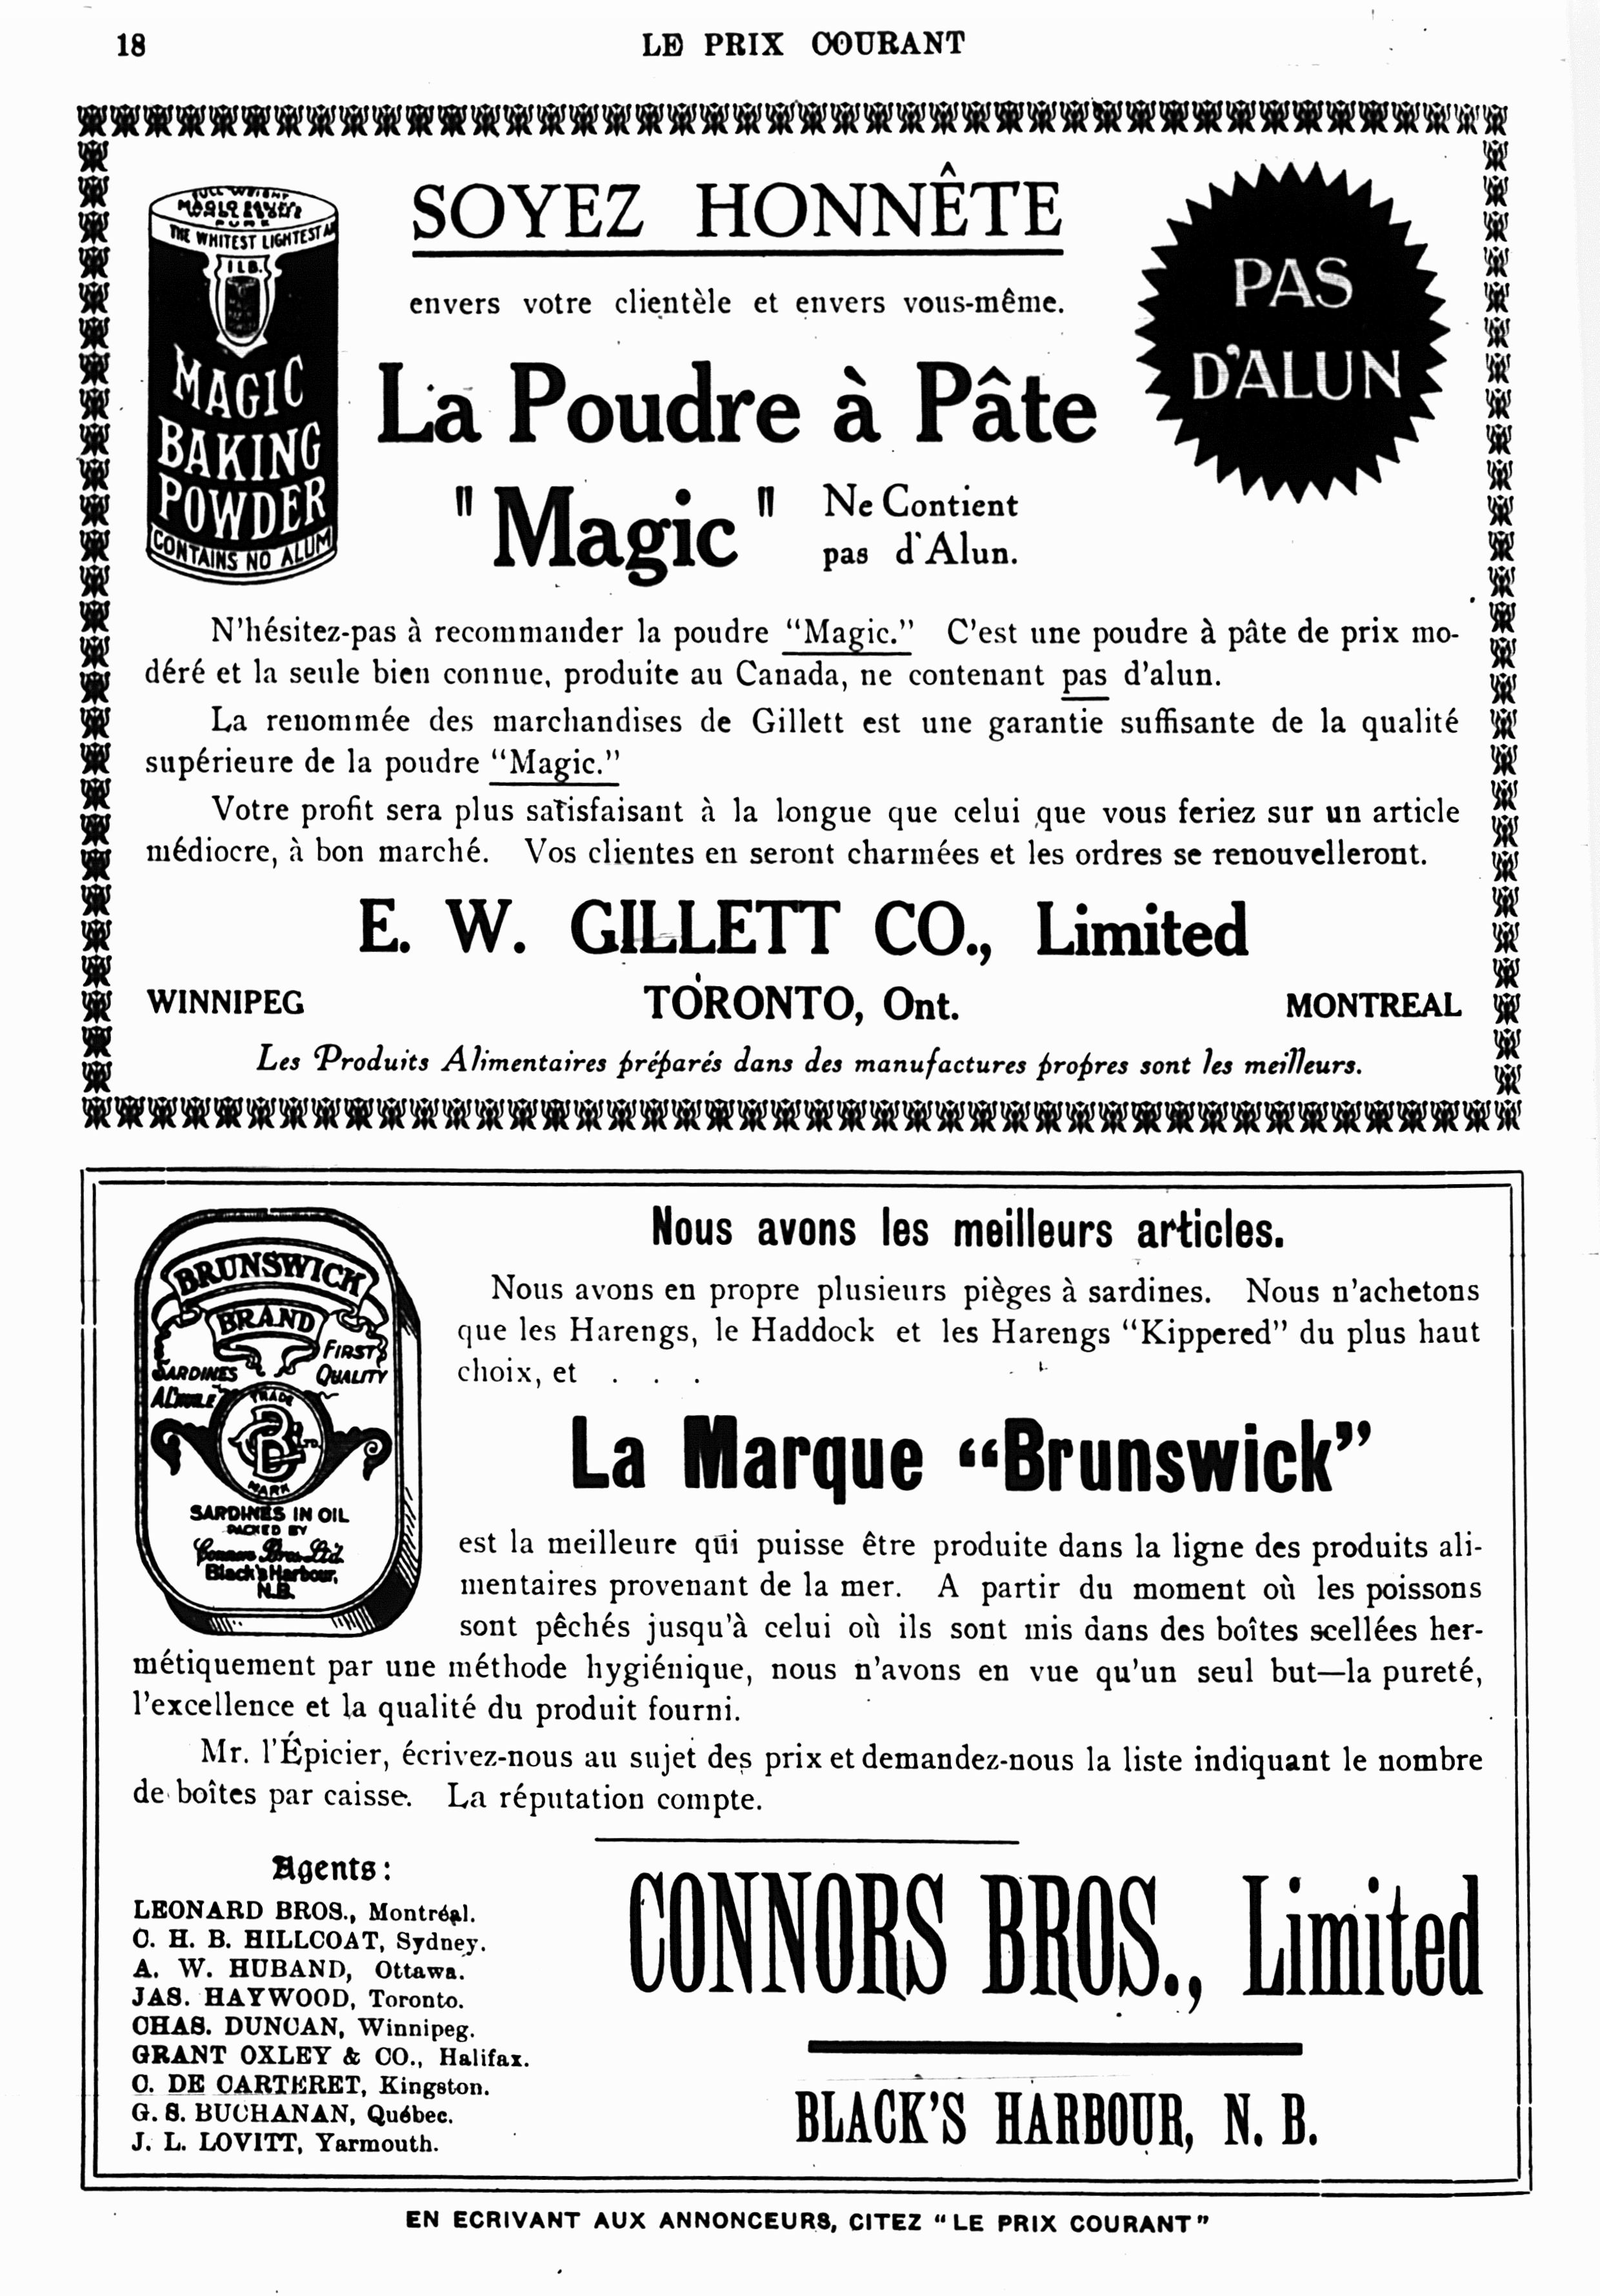 18
LE PRIX COURANT
FULL WEIGHT
MAGIC BAKING POWDER
PURE
THE WHITEST LIGHTEST
1 LB.
MAGIC
BAKING
POWDER
CONTAINS NO ALUM
SOYEZ HONNÊTE
envers votre clientèle et envers vous-même.
PAS
D'ALUN
La Poudre à Pâte
"Magic" Ne Contient
pas d'Alun.
N'hésitez-pas à recommander la poudre “Magic.” C'est une poudre à pâte de prix mo-
déré et la seule bien connue, produite au Canada, ne contenant pas d'alun.
La renommée des marchandises de Gillett est une garantie suffisante de la qualité
supérieure de la poudre “Magic.”
Votre profit sera plus satisfaisant à la longue que celui que vous feriez sur un article
médiocre, à bon marché. Vos clientes en seront charmées et les ordres se renouvelleront.
E. W. GILLETT CO., Limited
WINNIPEG TORONTO, Ont. MONTREAL
Les Produits Alimentaires préparés dans des manufactures propres sont les meilleurs.
BRUNSWICK
BRAND
FIRST
SARDINES QUALITY
A L'HUILE
TRADE
CB LTD.
MARK
SARDINES IN OIL
PACKED BY
Connors Bros. Ltd.
Black's Harbour,
N.B.
Nous avons les meilleurs articles.
Nous avons en propre plusieurs pièges à sardines. Nous n'achetons
que les Harengs, le Haddock et les Harengs “Kippered” du plus haut
choix, et . . .
La Marque “Brunswick”
est la meilleure qui puisse être produite dans la ligne des produits ali-
mentaires provenant de la mer. A partir du moment où les poissons
sont pêchés jusqu'à celui où ils sont mis dans des boîtes scellées her-
métiquement par une méthode hygiénique, nous n'avons en vue qu'un seul but—la pureté,
l'excellence et la qualité du produit fourni.
Mr. l'Épicier, écrivez-nous au sujet des prix et demandez-nous la liste indiquant le nombre
de boîtes par caisse. La réputation compte.
Agents:
LEONARD BROS., Montréal.
C. H. B. HILLCOAT, Sydney.
A. W. HUBAND, Ottawa.
JAS. HAYWOOD, Toronto.
CHAS. DUNCAN, Winnipeg.
GRANT OXLEY & CO., Halifax.
C. DE CARTERET, Kingston.
G. S. BUCHANAN, Québec.
J. L. LOVITT, Yarmouth.
CONNORS BROS., Limited
BLACK'S HARBOUR, N. B.
EN ECRIVANT AUX ANNONCEURS, CITEZ “LE PRIX COURANT”